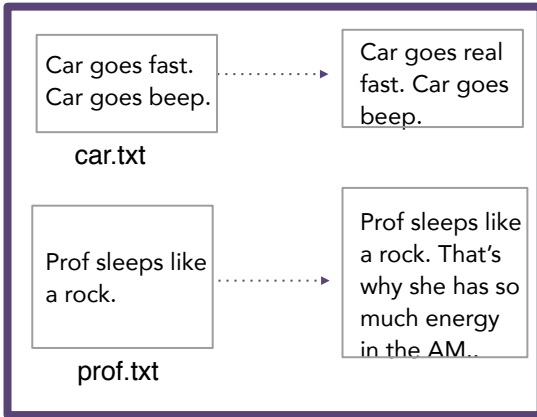 Car goes fast.
Car goes beep.
car.txt
Car goes real
fast. Car goes
beep.
Prof sleeps like
a rock.
prof.txt
Prof sleeps like
a rock. That’s
why she has so
much energy
in the AM..